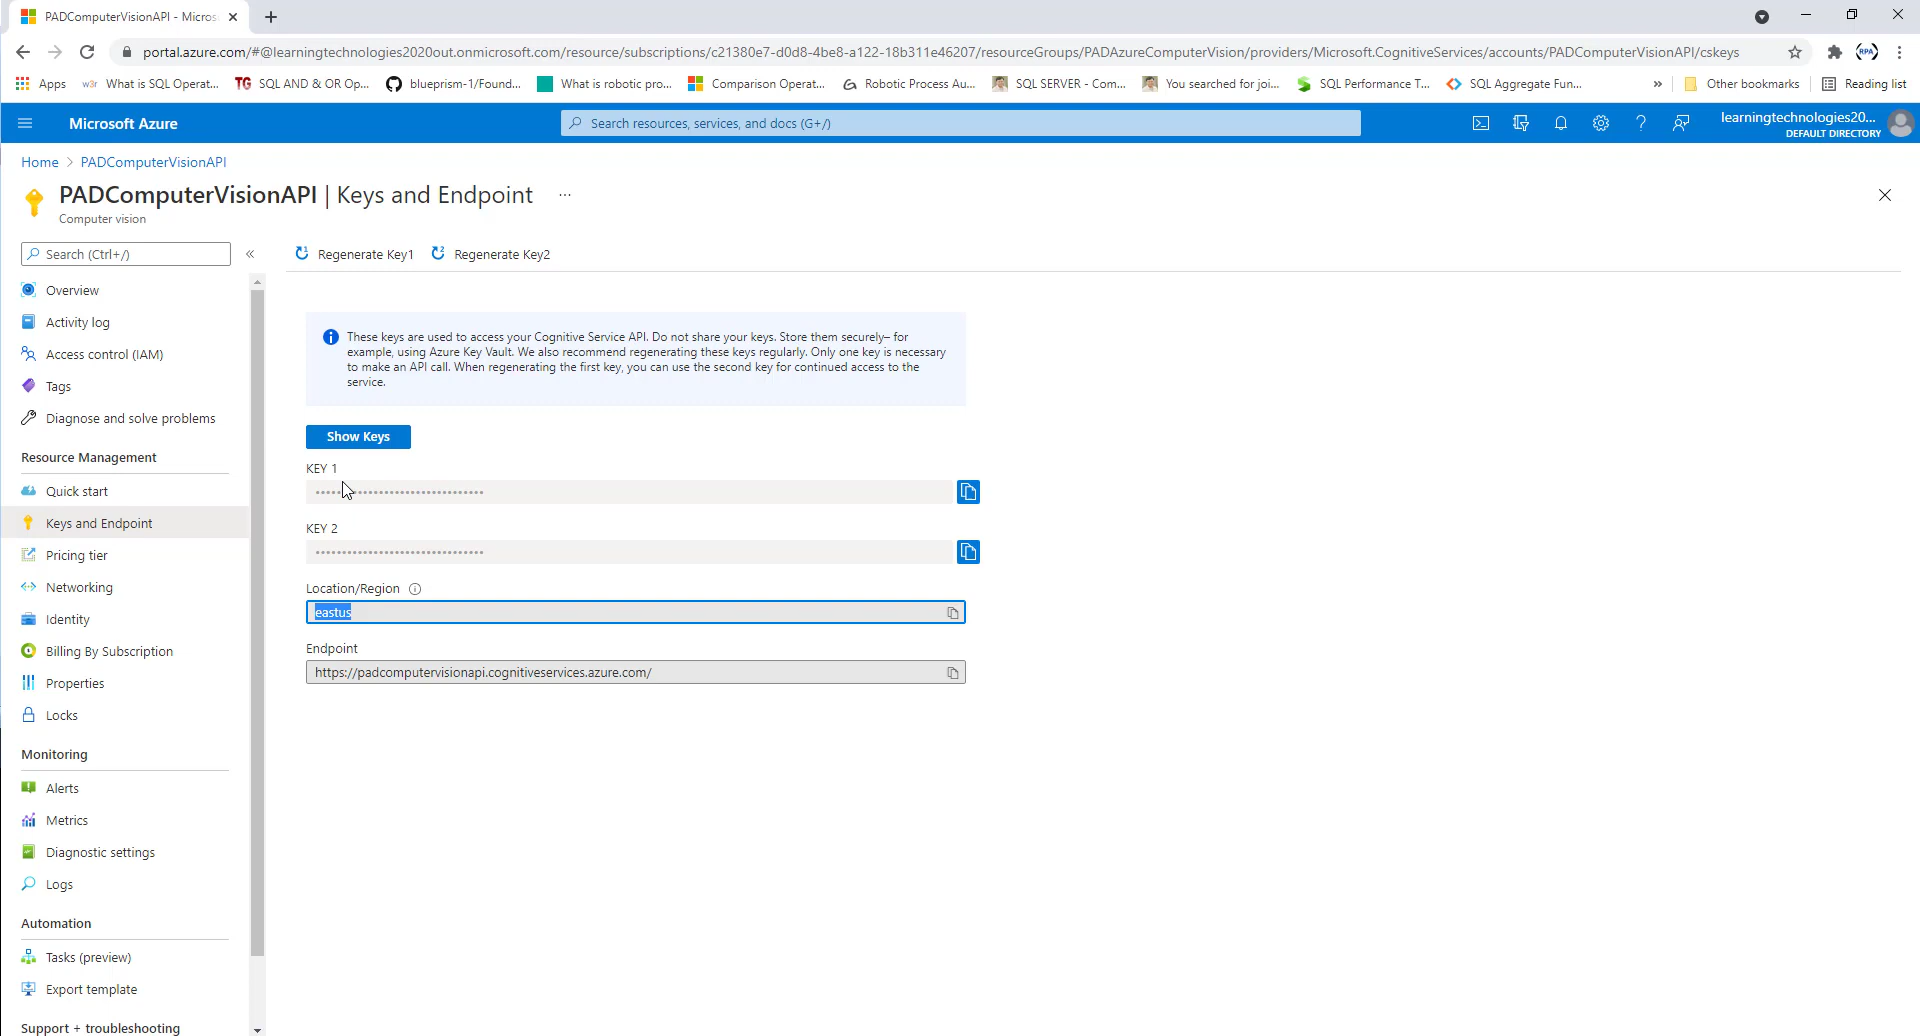 PADComputerVisionAPI - Micros
portal.azure.com/#@learningtechnologies2020out.onmicrosoft.com/resource/subscriptions/c21380e7-d0d8-4be8-a122-18b311e46207/resourceGroups/PADAzureComputerVision/providers/Microsoft.CognitiveServices/accounts/PADComputerVisionAPI/cskeys
RPA
Apps
w3r What is SQL Operat...
TG SQL AND & OR Op...
blueprism-1/Found...
What is robotic pro...
Comparison Operat...
Robotic Process Au...
SQL SERVER - Com...
You searched for joi...
SQL Performance T...
SQL Aggregate Fun...
»
Other bookmarks
Reading list
Microsoft Azure
Search resources, services, and docs (G+/)
learningtechnologies20...
DEFAULT DIRECTORY
Home > PADComputerVisionAPI
PADComputerVisionAPI | Keys and Endpoint ...
Computer vision
Search (Ctrl+/)
«
Regenerate Key1
Regenerate Key2
Overview
Activity log
Access control (IAM)
Tags
Diagnose and solve problems
Resource Management
Quick start
Keys and Endpoint
Pricing tier
Networking
Identity
Billing By Subscription
Properties
Locks
Monitoring
Alerts
Metrics
Diagnostic settings
Logs
Automation
Tasks (preview)
Export template
Support + troubleshooting
These keys are used to access your Cognitive Service API. Do not share your keys. Store them securely– for
example, using Azure Key Vault. We also recommend regenerating these keys regularly. Only one key is necessary
to make an API call. When regenerating the first key, you can use the second key for continued access to the
service.
Show Keys
KEY 1
••••••••••••••••••••••••••••••••
KEY 2
••••••••••••••••••••••••••••••••
Location/Region
eastus
Endpoint
https://padcomputervisionapi.cognitiveservices.azure.com/